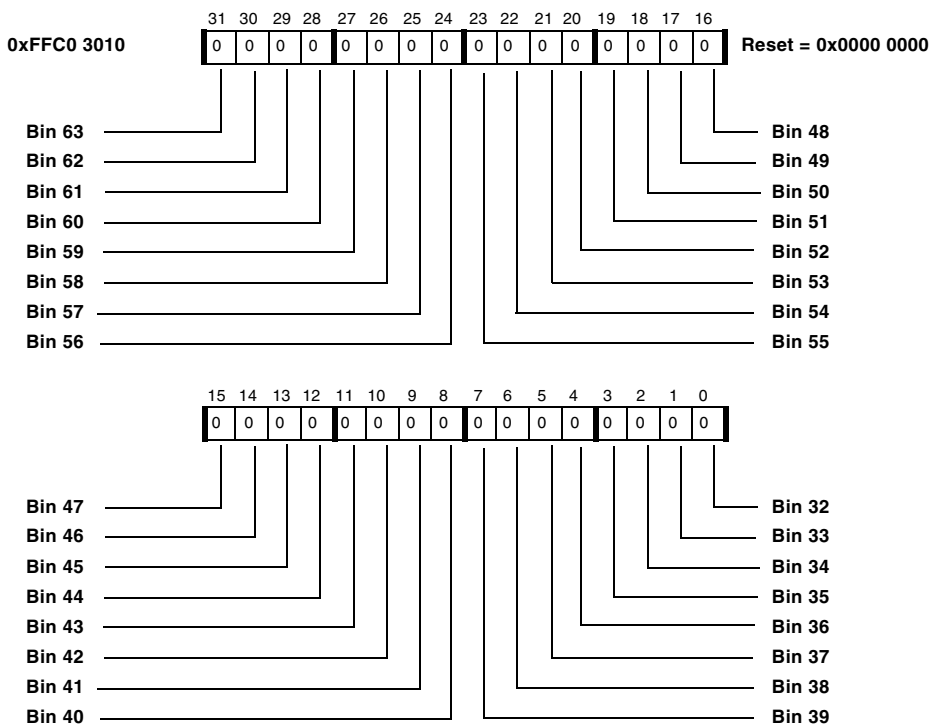 31 30 29 28 27 26 25 24 23 22 21 20 19 18 17 16
0xFFC0 3010 0 0 0 0 0 0 0 0 0 0 0 0 0 0 0 0 Reset = 0x0000 0000
Bin 63 Bin 48
Bin 62 Bin 49
Bin 61 Bin 50
Bin 60 Bin 51
Bin 59 Bin 52
Bin 58 Bin 53
Bin 57 Bin 54
Bin 56 Bin 55
15 14 13 12 11 10 9 8 7 6 5 4 3 2 1 0
0 0 0 0 0 0 0 0 0 0 0 0 0 0 0 0
Bin 47 Bin 32
Bin 46 Bin 33
Bin 45 Bin 34
Bin 44 Bin 35
Bin 43 Bin 36
Bin 42 Bin 37
Bin 41 Bin 38
Bin 40 Bin 39